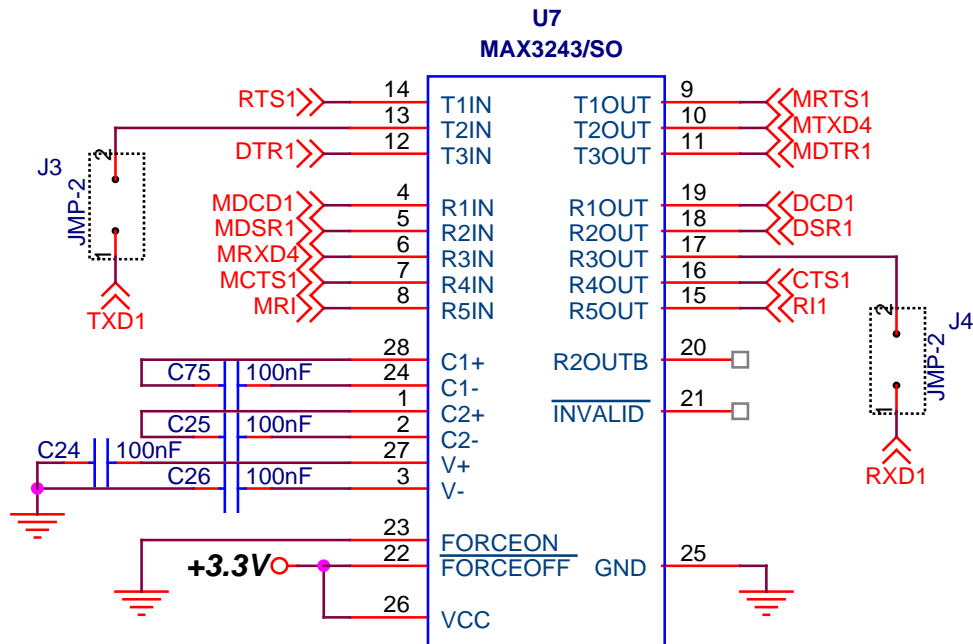 U7
MAX3243/SO
RTS1 14 T1IN T1OUT 9 MRTS1
13 T2IN T2OUT 10 MTXD4
DTR1 12 T3IN T3OUT 11 MDTR1
J3 JMP-2 2 1 TXD1
MDCD1 4 R1IN R1OUT 19 DCD1
MDSR1 5 R2IN R2OUT 18 DSR1
MRXD4 6 R3IN R3OUT 17
MCTS1 7 R4IN R4OUT 16 CTS1
MRI 8 R5IN R5OUT 15 RI1
J4 JMP-2 2 1 RXD1
28 C1+ R2OUTB 20
C75 100nF 24 C1-
1 C2+ INVALID 21
C25 100nF 2 C2-
C24 100nF 27 V+
C26 100nF 3 V-
23 FORCEON
+3.3V 22 FORCEOFF GND 25
26 VCC